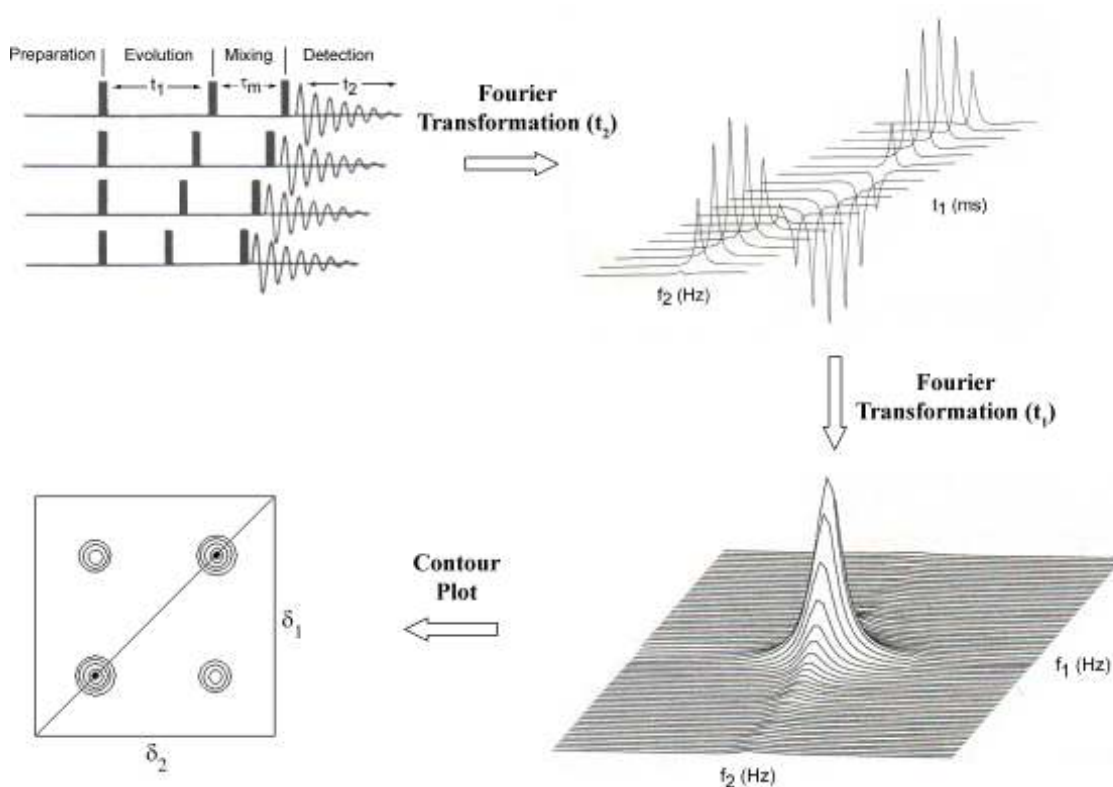 Preparation | Evolution | Mixing | Detection
t₁ τₘ t₂
Fourier
Transformation (t₂)
t₁ (ms)
f₂ (Hz)
Fourier
Transformation (t₁)
Contour
Plot
δ₁
δ₂
f₁ (Hz)
f₂ (Hz)